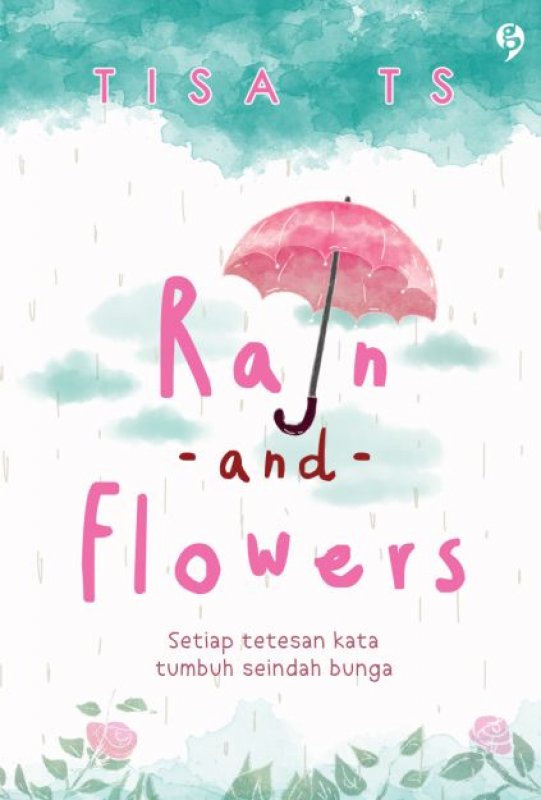 TISA TS
Rain
- and -
Flowers
Setiap tetesan kata
tumbuh seindah bunga